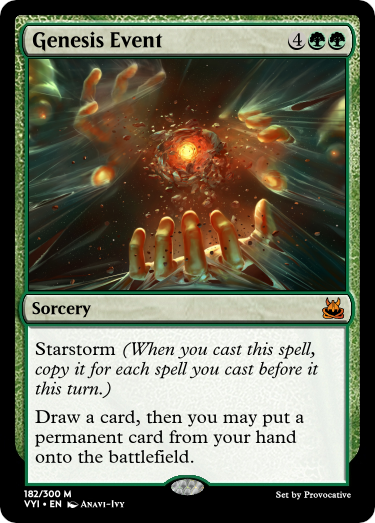 Genesis Event 4
Sorcery
Starstorm (When you cast this spell,
copy it for each spell you cast before it
this turn.)
Draw a card, then you may put a
permanent card from your hand
onto the battlefield.
182/300 M
VYI • EN Anavi-Ivy
Set by Provocative